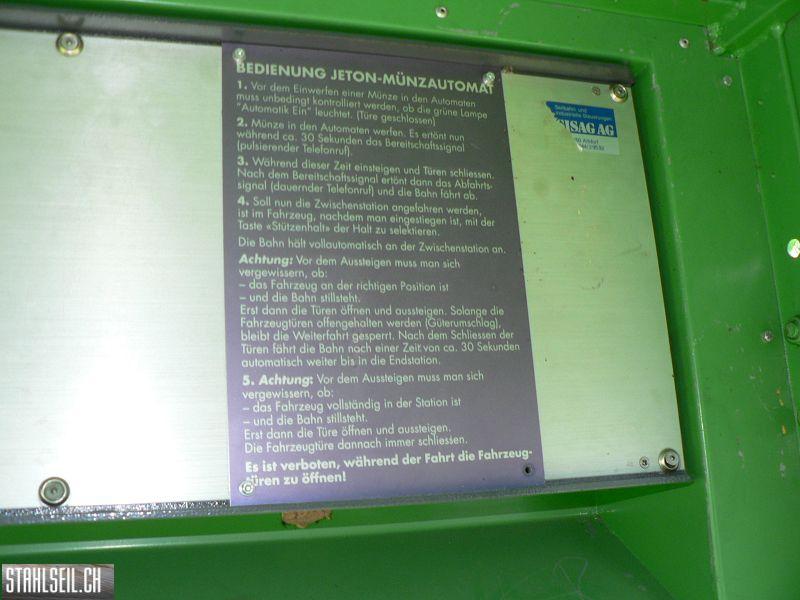 BEDIENUNG JETON-MÜNZAUTOMAT
1. Vor dem Einwerfen einer Münze in den Automaten
muss unbedingt kontrolliert werden, ob die grüne Lampe
"Automatik Ein" leuchtet. (Türe geschlossen)
2. Münze in den Automaten werfen. Es ertönt nun
während ca. 30 Sekunden das Bereitschaftssignal
(pulsierender Telefonruf).
3. Während dieser Zeit einsteigen und Türen schliessen.
Nach dem Bereitschaftssignal ertönt dann das Abfahrts-
signal (dauernder Telefonruf) und die Bahn fährt ab.
4. Soll nun die Zwischenstation angefahren werden,
ist im Fahrzeug, nachdem man eingestiegen ist, mit der
Taste «Stützenhalt» der Halt zu selektieren.
Die Bahn hält vollautomatisch an der Zwischenstation an.
Achtung: Vor dem Aussteigen muss man sich
vergewissern, ob:
– das Fahrzeug an der richtigen Position ist
– und die Bahn stillsteht.
Erst dann die Türen öffnen und aussteigen. Solange die
Fahrzeugtüren offengehalten werden (Güterumschlag),
bleibt die Weiterfahrt gesperrt. Nach dem Schliessen der
Türen fährt die Bahn nach einer Zeit von ca. 30 Sekunden
automatisch weiter bis in die Endstation.
5. Achtung: Vor dem Aussteigen muss man sich
vergewissern, ob:
– das Fahrzeug vollständig in der Station ist
– und die Bahn stillsteht.
Erst dann die Türe öffnen und aussteigen.
Die Fahrzeugtüre dannach immer schliessen.
Es ist verboten, während der Fahrt die Fahrzeug-
türen zu öffnen!
Seilbahn und
Industrielle Steuerungen
SISAG AG
Altdorf
STAHLSEIL.CH